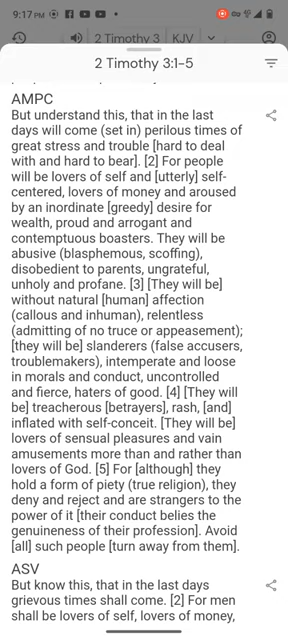 9:17 PM
2 Timothy 3 KJV
2 Timothy 3:1-5
AMPC
But understand this, that in the last
days will come (set in) perilous times of
great stress and trouble [hard to deal
with and hard to bear]. [2] For people
will be lovers of self and [utterly] self-
centered, lovers of money and aroused
by an inordinate [greedy] desire for
wealth, proud and arrogant and
contemptuous boasters. They will be
abusive (blasphemous, scoffing),
disobedient to parents, ungrateful,
unholy and profane. [3] [They will be]
without natural [human] affection
(callous and inhuman), relentless
(admitting of no truce or appeasement);
[they will be] slanderers (false accusers,
troublemakers), intemperate and loose
in morals and conduct, uncontrolled
and fierce, haters of good. [4] [They will
be] treacherous [betrayers], rash, [and]
inflated with self-conceit. [They will be]
lovers of sensual pleasures and vain
amusements more than and rather than
lovers of God. [5] For [although] they
hold a form of piety (true religion), they
deny and reject and are strangers to the
power of it [their conduct belies the
genuineness of their profession]. Avoid
[all] such people [turn away from them].
ASV
But know this, that in the last days
grievous times shall come. [2] For men
shall be lovers of self, lovers of money,